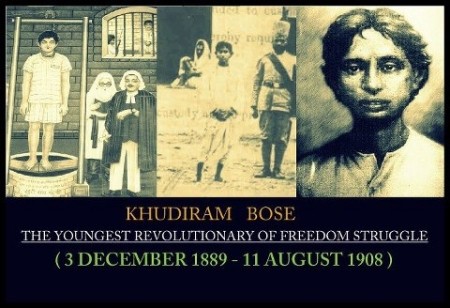 KHUDIRAM BOSE
THE YOUNGEST REVOLUTIONARY OF FREEDOM STRUGGLE
( 3 DECEMBER 1889 - 11 AUGUST 1908 )